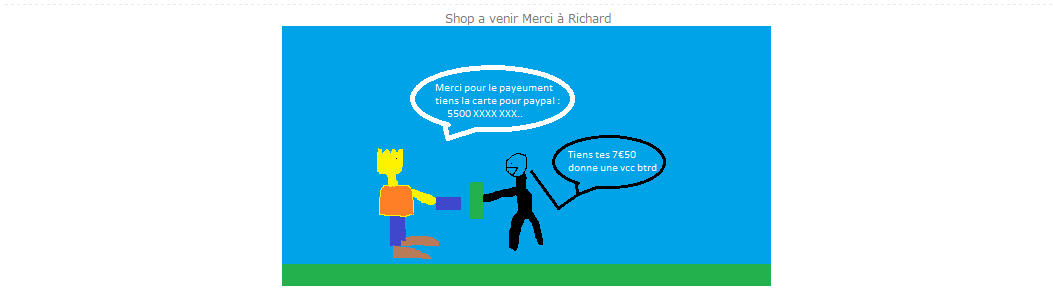 Shop a venir Merci à Richard
Merci pour le payeument
tiens la carte pour paypal :
5500 XXXX XXX..
Tiens tes 7€50
donne une vcc btrd